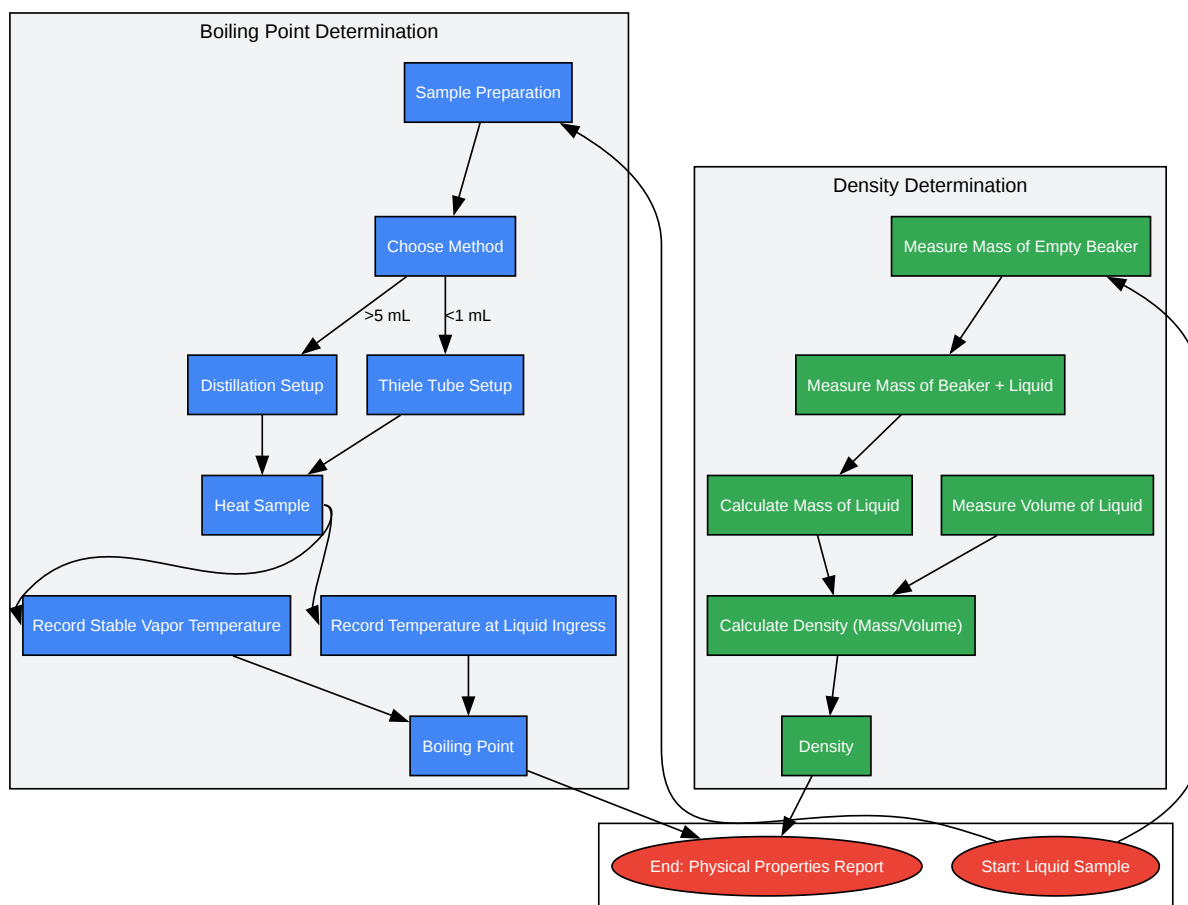 Boiling Point Determination
Sample Preparation
Choose Method
>5 mL
<1 mL
Distillation Setup
Thiele Tube Setup
Heat Sample
Record Stable Vapor Temperature
Record Temperature at Liquid Ingress
Boiling Point
Density Determination
Measure Mass of Empty Beaker
Measure Mass of Beaker + Liquid
Calculate Mass of Liquid
Measure Volume of Liquid
Calculate Density (Mass/Volume)
Density
End: Physical Properties Report
Start: Liquid Sample